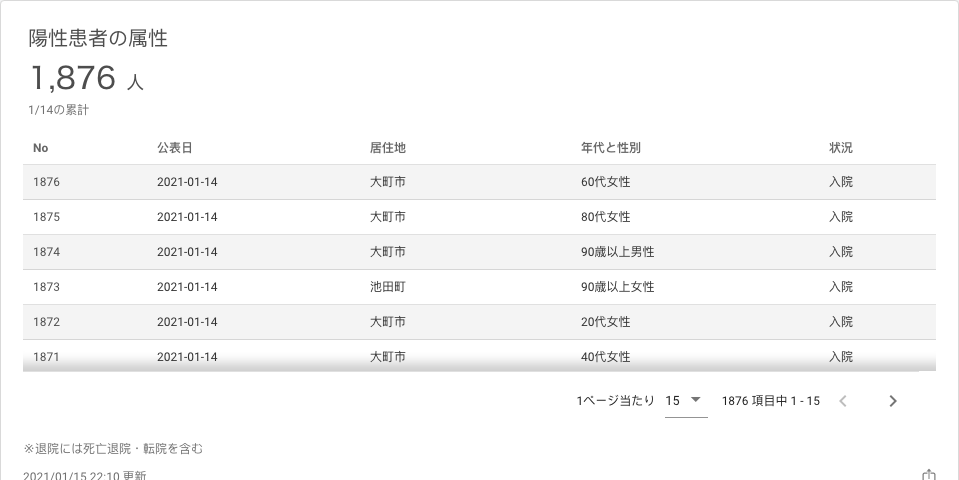 陽性患者の属性
1,876 人
1/14の累計
No 公表日 居住地 年代と性別 状況
1876 2021-01-14 大町市 60代女性 入院
1875 2021-01-14 大町市 80代女性 入院
1874 2021-01-14 大町市 90歳以上男性 入院
1873 2021-01-14 池田町 90歳以上女性 入院
1872 2021-01-14 大町市 20代女性 入院
1871 2021-01-14 大町市 40代女性 入院
1ページ当たり 15 1876 項目中 1 - 15
※退院には死亡退院・転院を含む
2021/01/15 22:10 更新